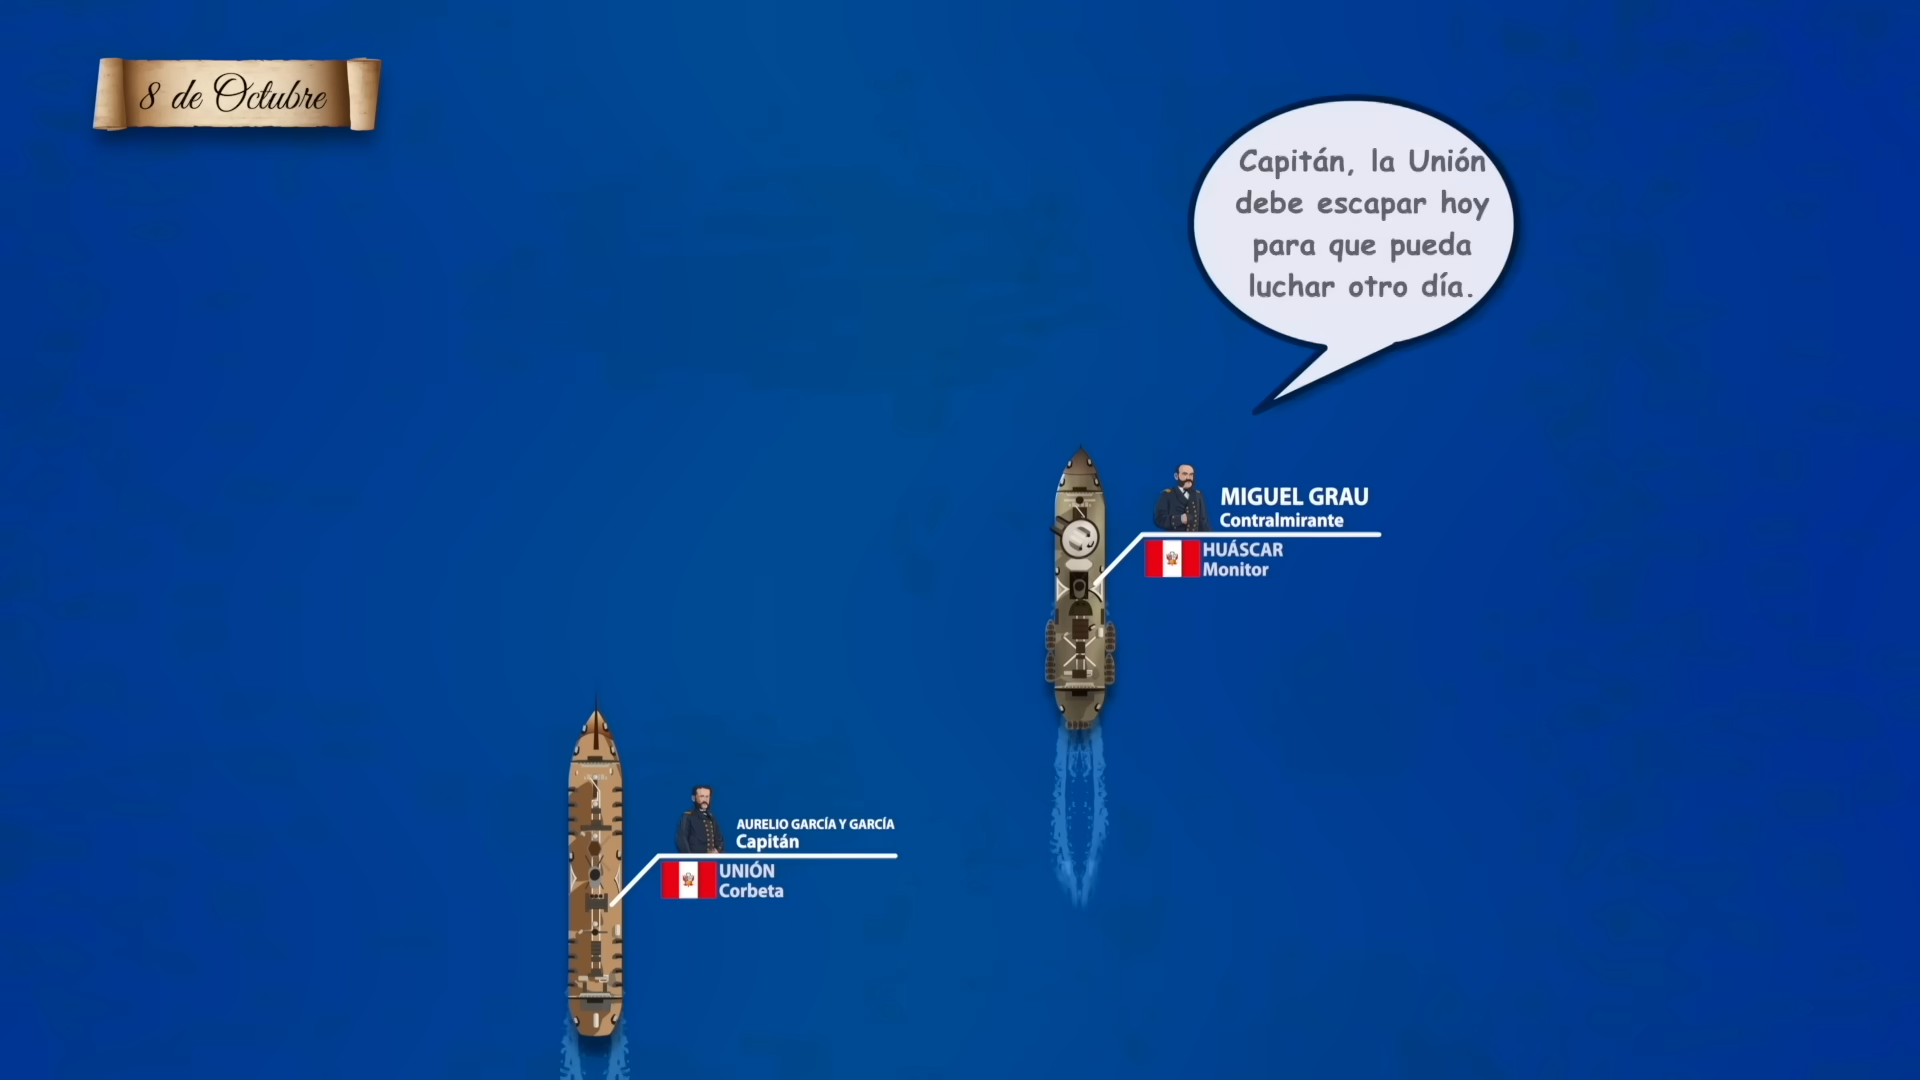 8 de Octubre
Capitán, la Unión
debe escapar hoy
para que pueda
luchar otro día.
MIGUEL GRAU
Contralmirante
HUÁSCAR
Monitor
AURELIO GARCÍA Y GARCÍA
Capitán
UNIÓN
Corbeta